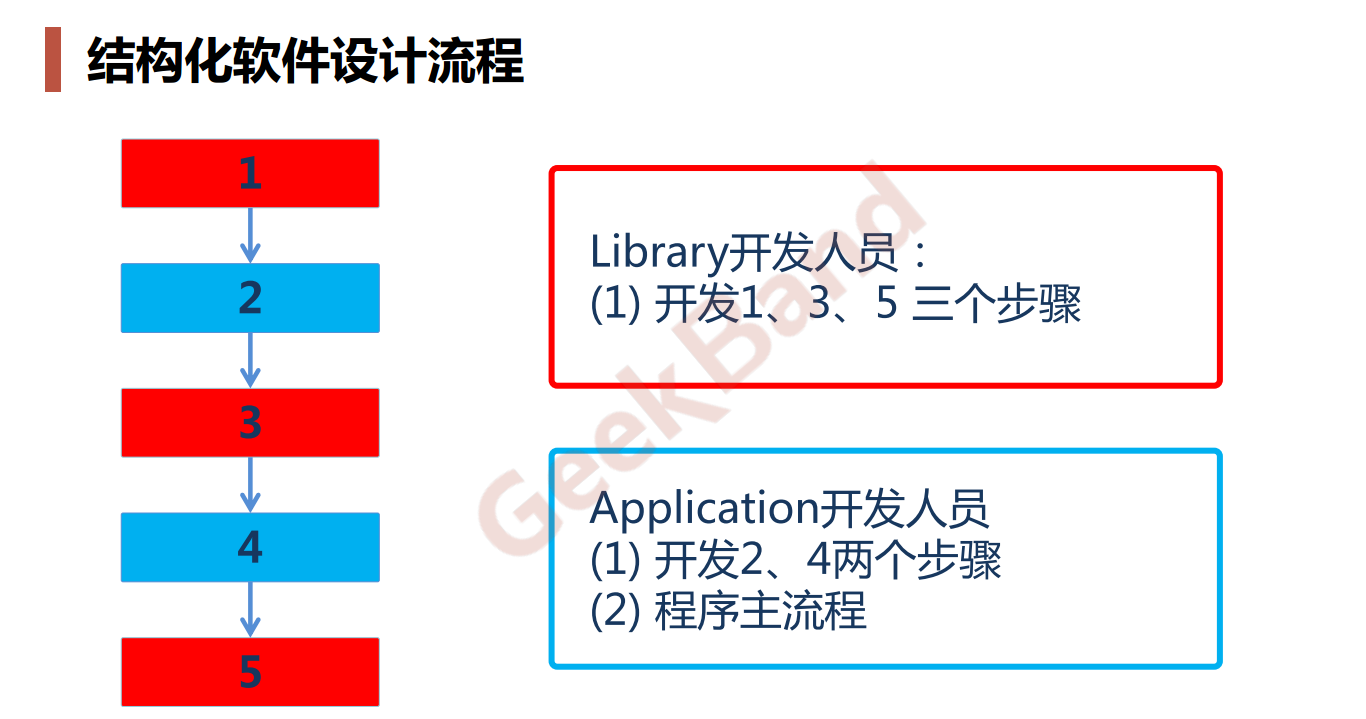 结构化软件设计流程
1
2
3
4
5
Library开发人员：
(1) 开发1、3、5 三个步骤
Application开发人员
(1) 开发2、4两个步骤
(2) 程序主流程
GeekBand